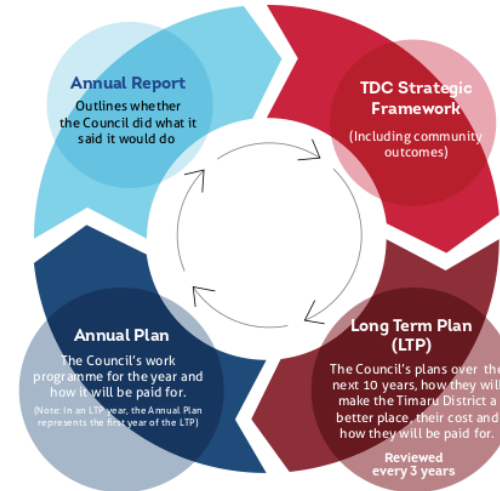 Annual Report
Outlines whether
the Council did what it
said it would do
TDC Strategic
Framework
(Including community
outcomes)
Annual Plan
The Council's work
programme for the year and
how it will be paid for.
(Note: In an LTP year, the Annual Plan
represents the first year of the LTP)
Long Term Plan
(LTP)
The Council's plans over the
next 10 years, how they will
make the Timaru District a
better place, their cost and
how they will be paid for.
Reviewed
every 3 years